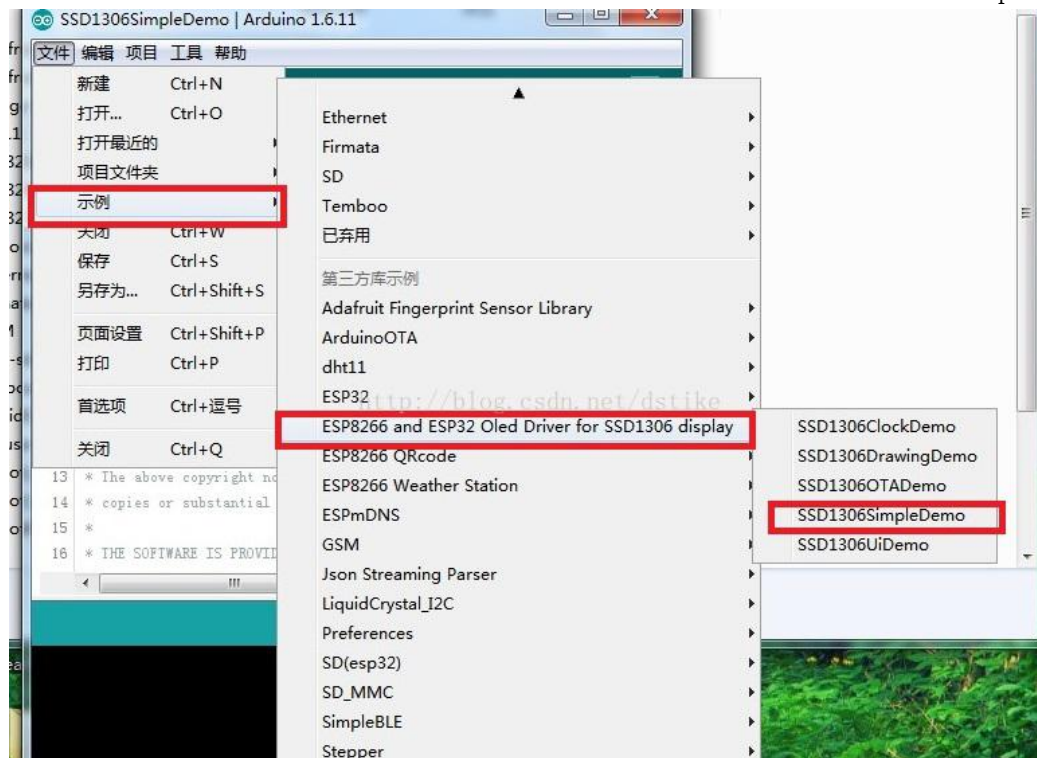 SSD1306SimpleDemo | Arduino 1.6.11
文件 编辑 项目 工具 帮助
新建 Ctrl+N
打开... Ctrl+O
打开最近的
项目文件夹
示例
关闭 Ctrl+W
保存 Ctrl+S
另存为... Ctrl+Shift+S
页面设置 Ctrl+Shift+P
打印 Ctrl+P
首选项 Ctrl+逗号
关闭 Ctrl+Q
13 * The above copyright
14 * copies or substantial
15 *
16 * THE SOFTWARE IS
Ethernet
Firmata
SD
Temboo
已弃用
第三方库示例
Adafruit Fingerprint Sensor Library
ArduinoOTA
dht11
ESP32
http://blog.csdn.net/dstike
ESP8266 and ESP32 Oled Driver for SSD1306 display
ESP8266 QRcode
ESP8266 Weather Station
ESPmDNS
GSM
Json Streaming Parser
LiquidCrystal_I2C
Preferences
SD(esp32)
SD_MMC
SimpleBLE
Stepper
SSD1306ClockDemo
SSD1306DrawingDemo
SSD1306OTADemo
SSD1306SimpleDemo
SSD1306UiDemo